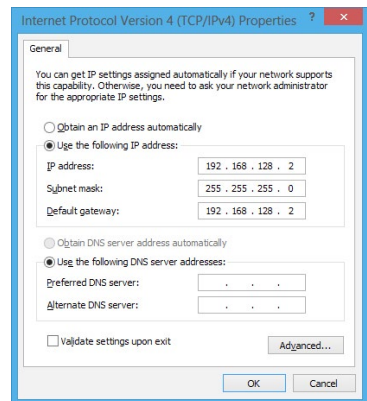 Internet Protocol Version 4 (TCP/IPv4) Properties ? ×
General
You can get IP settings assigned automatically if your network supports
this capability. Otherwise, you need to ask your network administrator
for the appropriate IP settings.
Obtain an IP address automatically
Use the following IP address:
IP address: 192 . 168 . 128 . 2
Subnet mask: 255 . 255 . 255 . 0
Default gateway: 192 . 168 . 128 . 2
Obtain DNS server address automatically
Use the following DNS server addresses:
Preferred DNS server: . . .
Alternate DNS server: . . .
Validate settings upon exit
Advanced...
OK Cancel